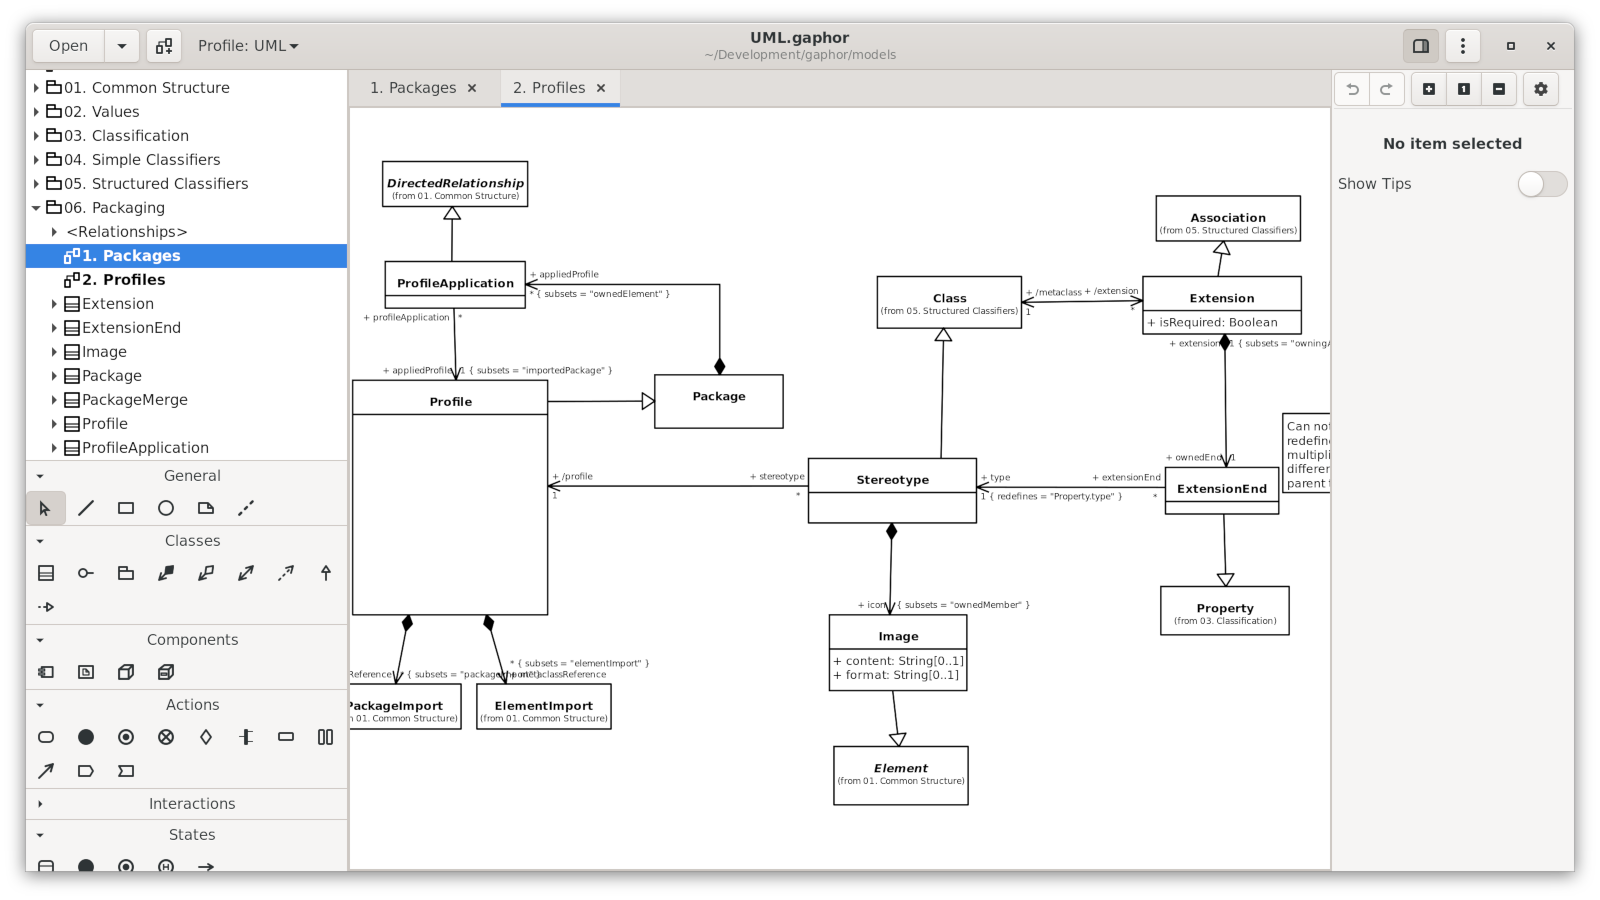 Open
Profile: UML
UML.gaphor
~/Development/gaphor/models
01. Common Structure
02. Values
03. Classification
04. Simple Classifiers
05. Structured Classifiers
06. Packaging
<Relationships>
1. Packages
2. Profiles
Extension
ExtensionEnd
Image
Package
PackageMerge
Profile
ProfileApplication
General
Classes
Components
Actions
Interactions
States
1. Packages
2. Profiles
DirectedRelationship
(from 01. Common Structure)
ProfileApplication
+ appliedProfile
* { subsets = "ownedElement" }
+ profileApplication *
+ appliedProfile 1 { subsets = "importedPackage" }
Profile
Package
+ /profile
1
+ stereotype
*
Stereotype
Class
(from 05. Structured Classifiers)
+ /metaclass
1
+ /extension
*
Association
(from 05. Structured Classifiers)
Extension
+ isRequired: Boolean
+ extension 1 { subsets = "owningA
Can not
redefine
multipli
differen
parent t
+ ownedEnd 1
ExtensionEnd
+ type
1 { redefines = "Property.type" }
+ extensionEnd
*
Property
(from 03. Classification)
+ icon { subsets = "ownedMember" }
Image
+ content: String[0..1]
+ format: String[0..1]
Element
(from 01. Common Structure)
* { subsets = "elementImport" }
Reference * { subsets = "packageImport" }
+ metaclassReference
PackageImport
n 01. Common Structure)
ElementImport
(from 01. Common Structure)
No item selected
Show Tips